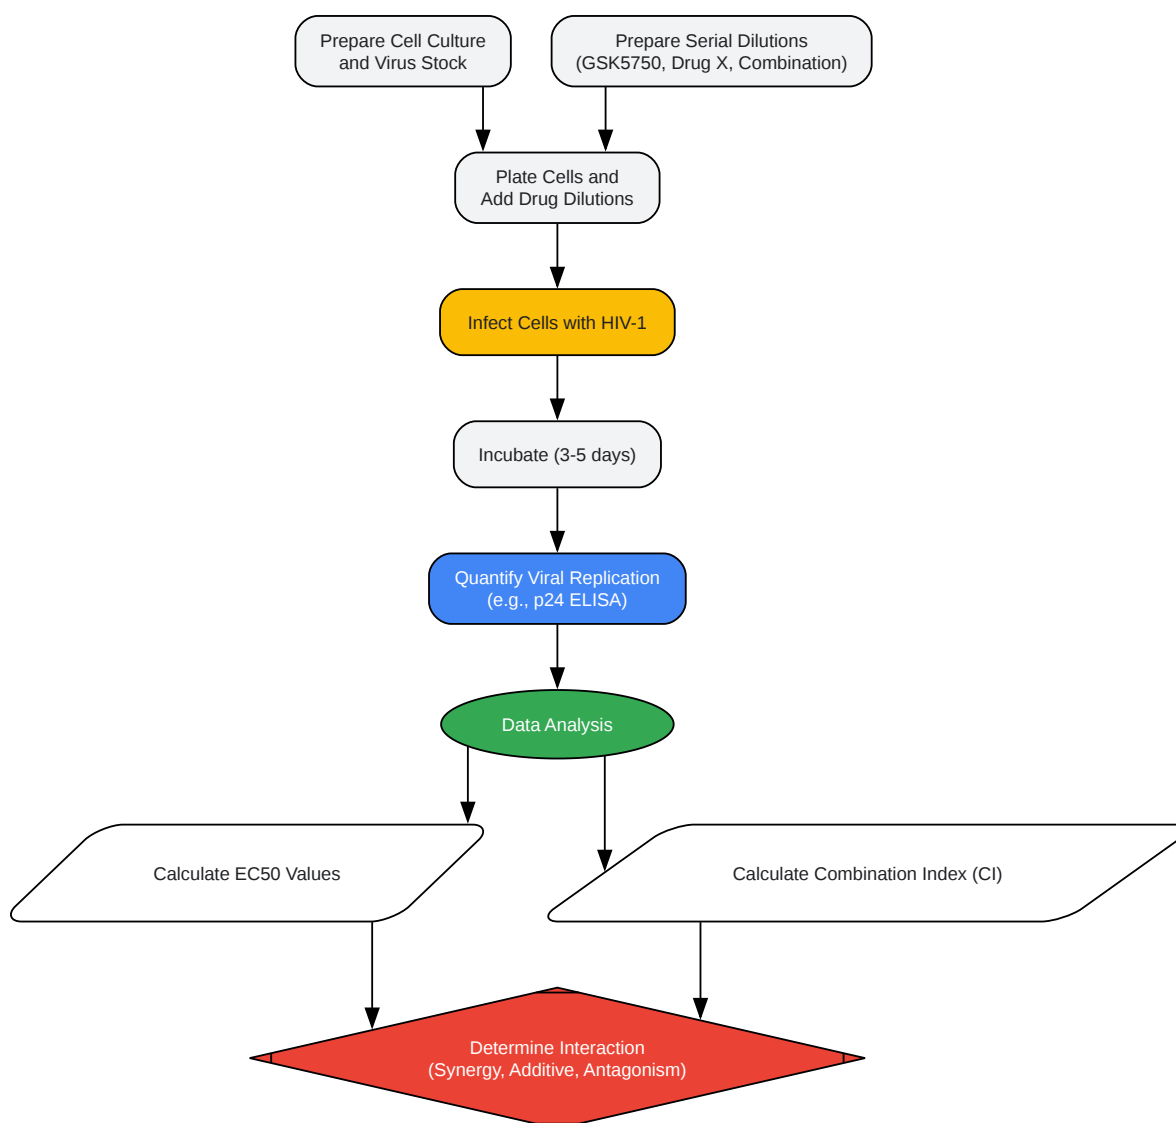 Prepare Cell Culture
and Virus Stock
Prepare Serial Dilutions
(GSK5750, Drug X, Combination)
Plate Cells and
Add Drug Dilutions
Infect Cells with HIV-1
Incubate (3-5 days)
Quantify Viral Replication
(e.g., p24 ELISA)
Data Analysis
Calculate EC50 Values
Calculate Combination Index (CI)
Determine Interaction
(Synergy, Additive, Antagonism)